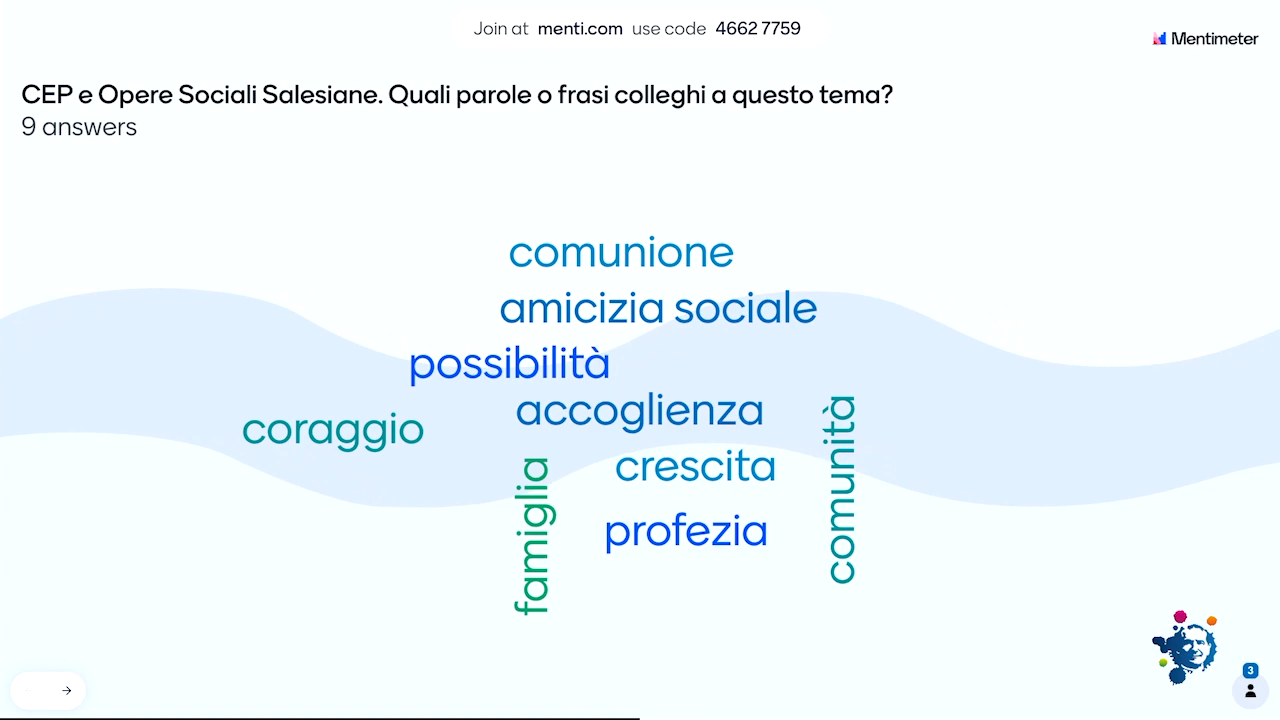 Join at menti.com use code 4662 7759
Mentimeter
CEP e Opere Sociali Salesiane. Quali parole o frasi colleghi a questo tema?
9 answers
comunione
amicizia sociale
possibilità
accoglienza
coraggio
comunità
crescita
famiglia
profezia
3